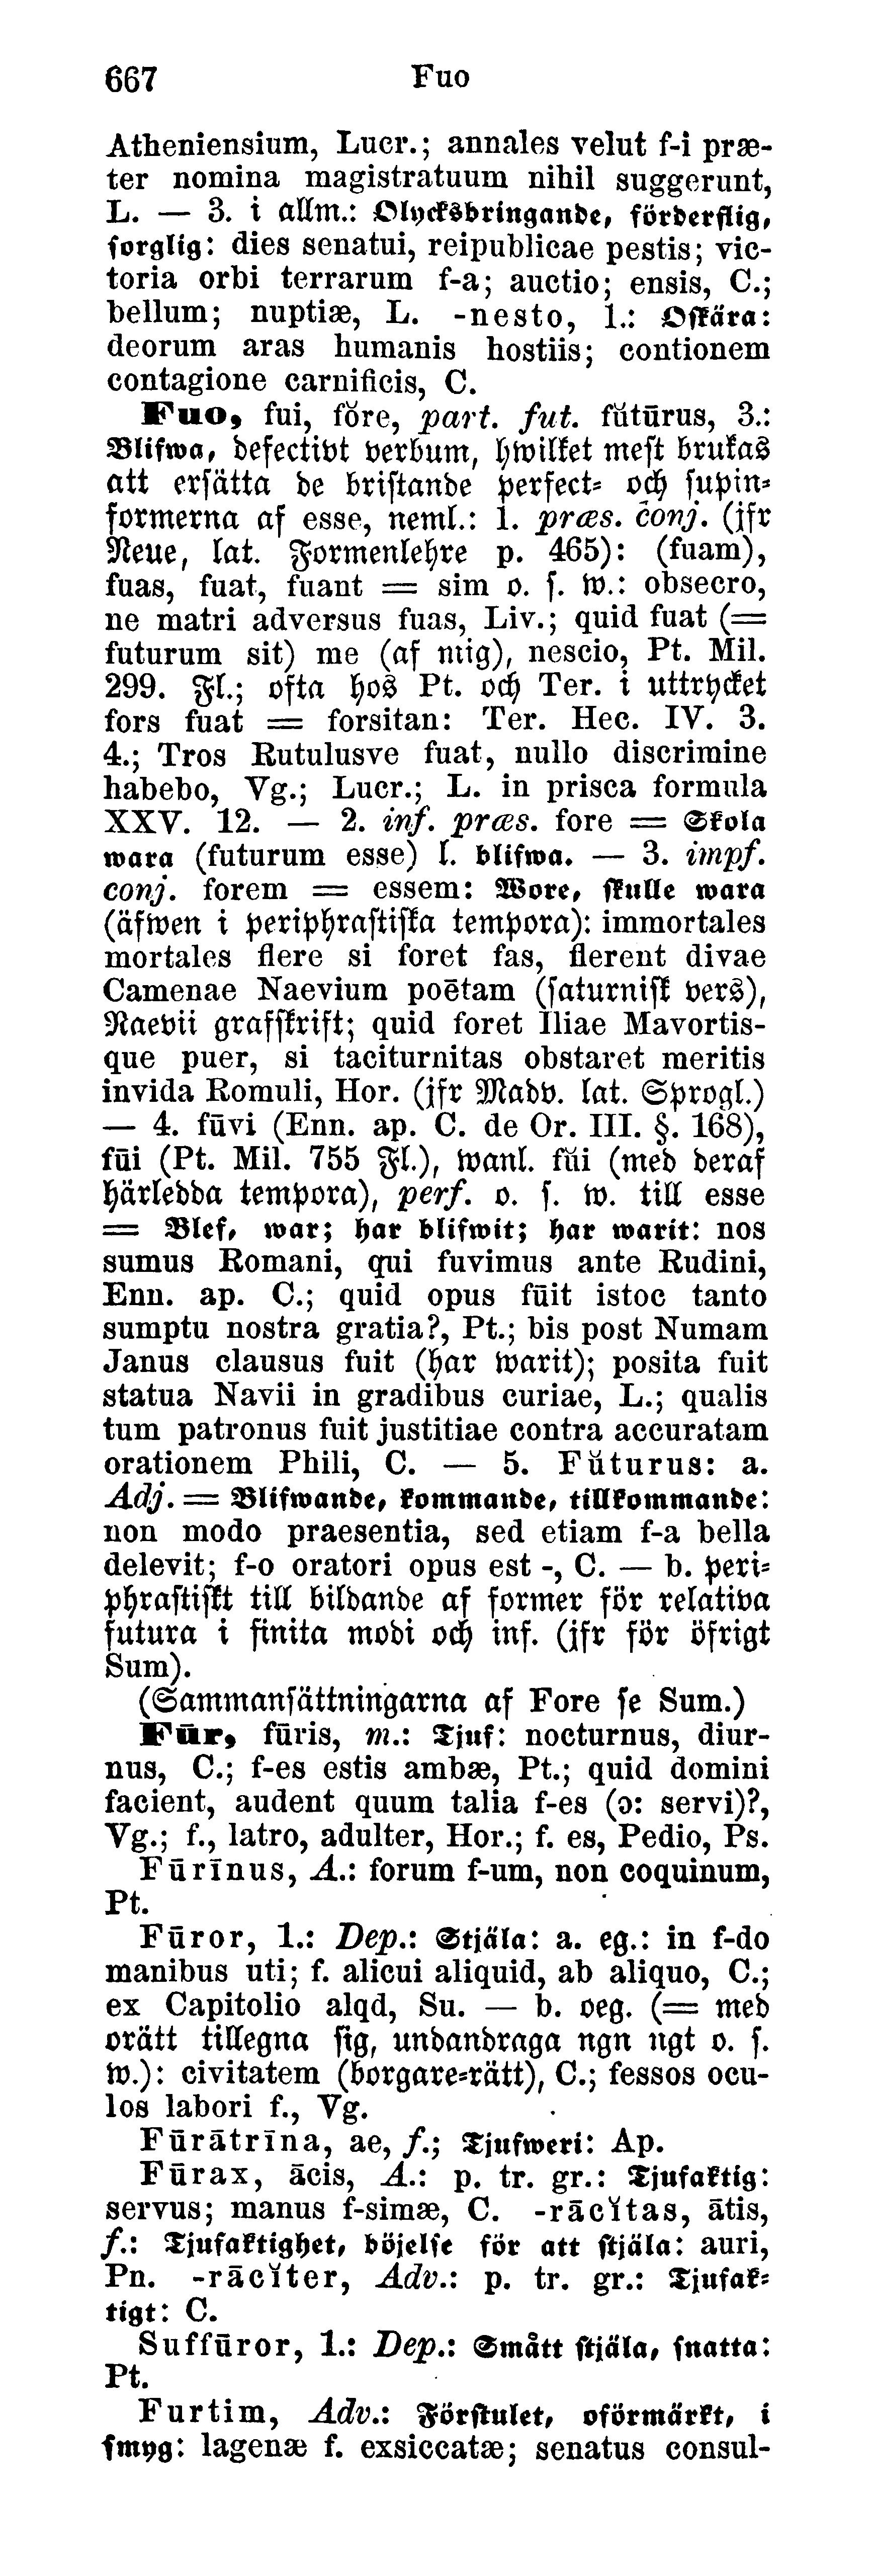 667 Fuo
Atheniensium, Lucr.; annales velut f-i præ-
ter nomina magistratuum nihil suggerunt,
L. — 3. i allm.: Olycksbringande, förderflig,
sorglig: dies senatui, reipublicae pestis; vic-
toria orbi terrarum f-a; auctio; ensis, C.;
bellum; nuptiæ, L. -nesto, 1.: Oskära:
deorum aras humanis hostiis; contionem
contagione carnificis, C.
Fuo, fui, fŏre, part. fut. fŭtūrus, 3.:
Blifwa, defectivt verbum, hwilket mest brukas
att ersätta de bristande perfect- och supin-
formerna af esse, neml.: 1. præs. conj. (jfr
Neue, lat. Formenlehre p. 465): (fuam),
fuas, fuat, fuant = sim o. s. w.: obsecro,
ne matri adversus fuas, Liv.; quid fuat (=
futurum sit) me (af mig), nescio, Pt. Mil.
299. Fl.; ofta hos Pt. och Ter. i uttrycket
fors fuat = forsitan: Ter. Hec. IV. 3.
4.; Tros Rutulusve fuat, nullo discrimine
habebo, Vg.; Lucr.; L. in prisca formula
XXV. 12. — 2. inf. præs. fore = Skola
wara (futurum esse) l. blifwa. — 3. impf.
conj. forem = essem: Wore, skulle wara
(äfwen i periphrastiska tempora): immortales
mortales flere si foret fas, flerent divae
Camenae Naevium poētam (saturnisk vers),
Naevii grafskrift; quid foret Iliae Mavortis-
que puer, si taciturnitas obstaret meritis
invida Romuli, Hor. (jfr Madv. lat. Sprogl.)
— 4. fūvi (Enn. ap. C. de Or. III. §. 168),
fūi (Pt. Mil. 755 Fl.), wanl. fŭi (med deraf
härledda tempora), perf. o. s. w. till esse
= Blef, war; har blifwit; har warit: nos
sumus Romani, qui fuvimus ante Rudini,
Enn. ap. C.; quid opus fūit istoc tanto
sumptu nostra gratia?, Pt.; bis post Numam
Janus clausus fuit (har warit); posita fuit
statua Navii in gradibus curiae, L.; qualis
tum patronus fuit justitiae contra accuratam
orationem Phili, C. — 5. Fŭturus: a.
Adj. = Blifwande, kommande, tillkommande:
non modo praesentia, sed etiam f-a bella
delevit; f-o oratori opus est -, C. — b. peri-
phrastiskt till bildande af former för relativa
futura i finita modi och inf. (jfr för öfrigt
Sum).
(Sammansättningarna af Fore se Sum.)
Fūr, fūris, m.: Tjuf: nocturnus, diur-
nus, C.; f-es estis ambæ, Pt.; quid domini
facient, audent quum talia f-es (ɔ: servi)?,
Vg.; f., latro, adulter, Hor.; f. es, Pedio, Ps.
Fūrīnus, A.: forum f-um, non coquinum,
Pt.
Fūror, 1.: Dep.: Stjäla: a. eg.: in f-do
manibus uti; f. alicui aliquid, ab aliquo, C.;
ex Capitolio alqd, Su. — b. oeg. (= med
orätt tillegna sig, undandraga ngn ngt o. s.
w.): civitatem (borgare-rätt), C.; fessos ocu-
los labori f., Vg.
Fūrātrīna, ae, f.; Tjufweri: Ap.
Fūrax, ācis, A.: p. tr. gr.: Tjufaktig:
servus; manus f-simæ, C. -rācĭtas, ātis,
f.: Tjufaktighet, böjelse för att stjäla: auri,
Pn. -rācĭter, Adv.: p. tr. gr.: Tjufak-
tigt: C.
Suffūror, 1.: Dep.: Smått stjäla, snatta:
Pt.
Furtim, Adv.: Förstulet, oförmärkt, i
smyg: lagenæ f. exsiccatæ; senatus consul-